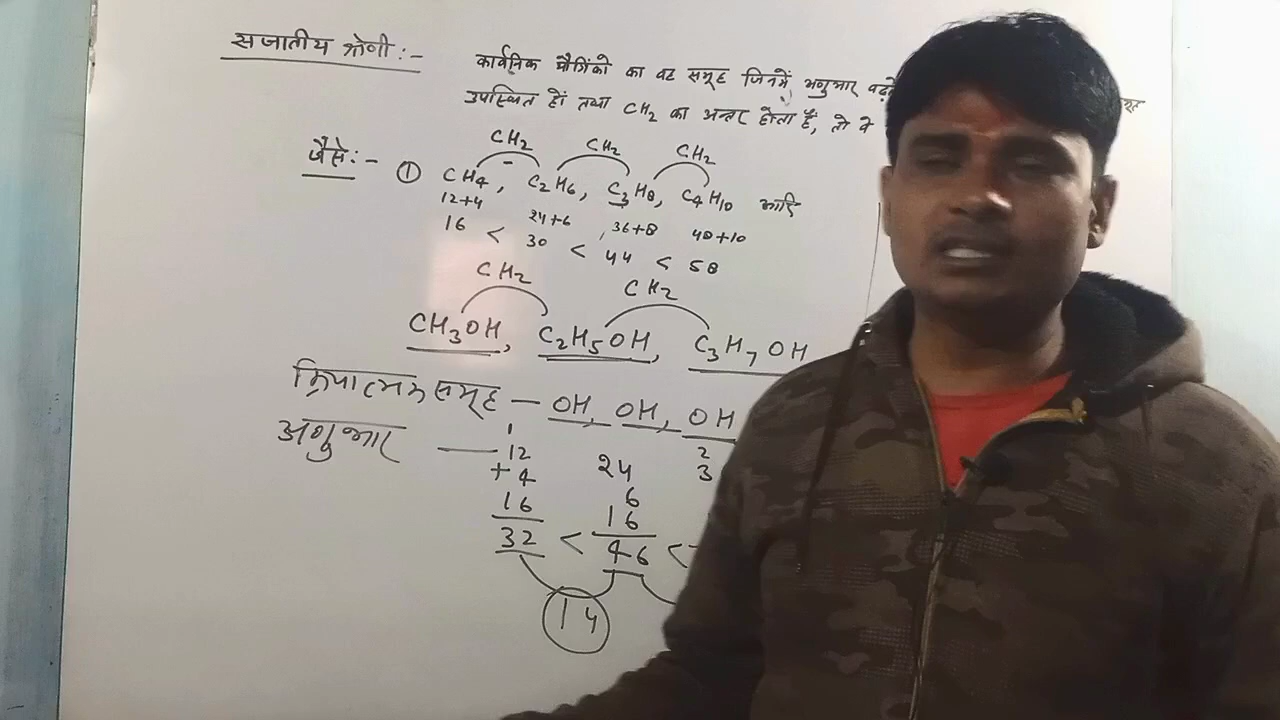 सजातीय श्रेणी :-
कार्बनिक यौगिकों का वह समूह जिनमें अणुभार बढ़ते
उपस्थित हों तथा CH₂ का अन्तर होता है, तो वे
जैसे :- ① CH₄, C₂H₆, C₃H₈, C₄H₁₀ आदि
CH₂ CH₂ CH₂
12+4 24+6, 36+8 48+10
16 < 30 < 44 < 58
CH₂ CH₂
CH₃OH, C₂H₅OH, C₃H₇OH
क्रियात्मक समूह — OH, OH, OH
अणुभार — 12 24 3
+4 6
16 16
32 < 46 <
14